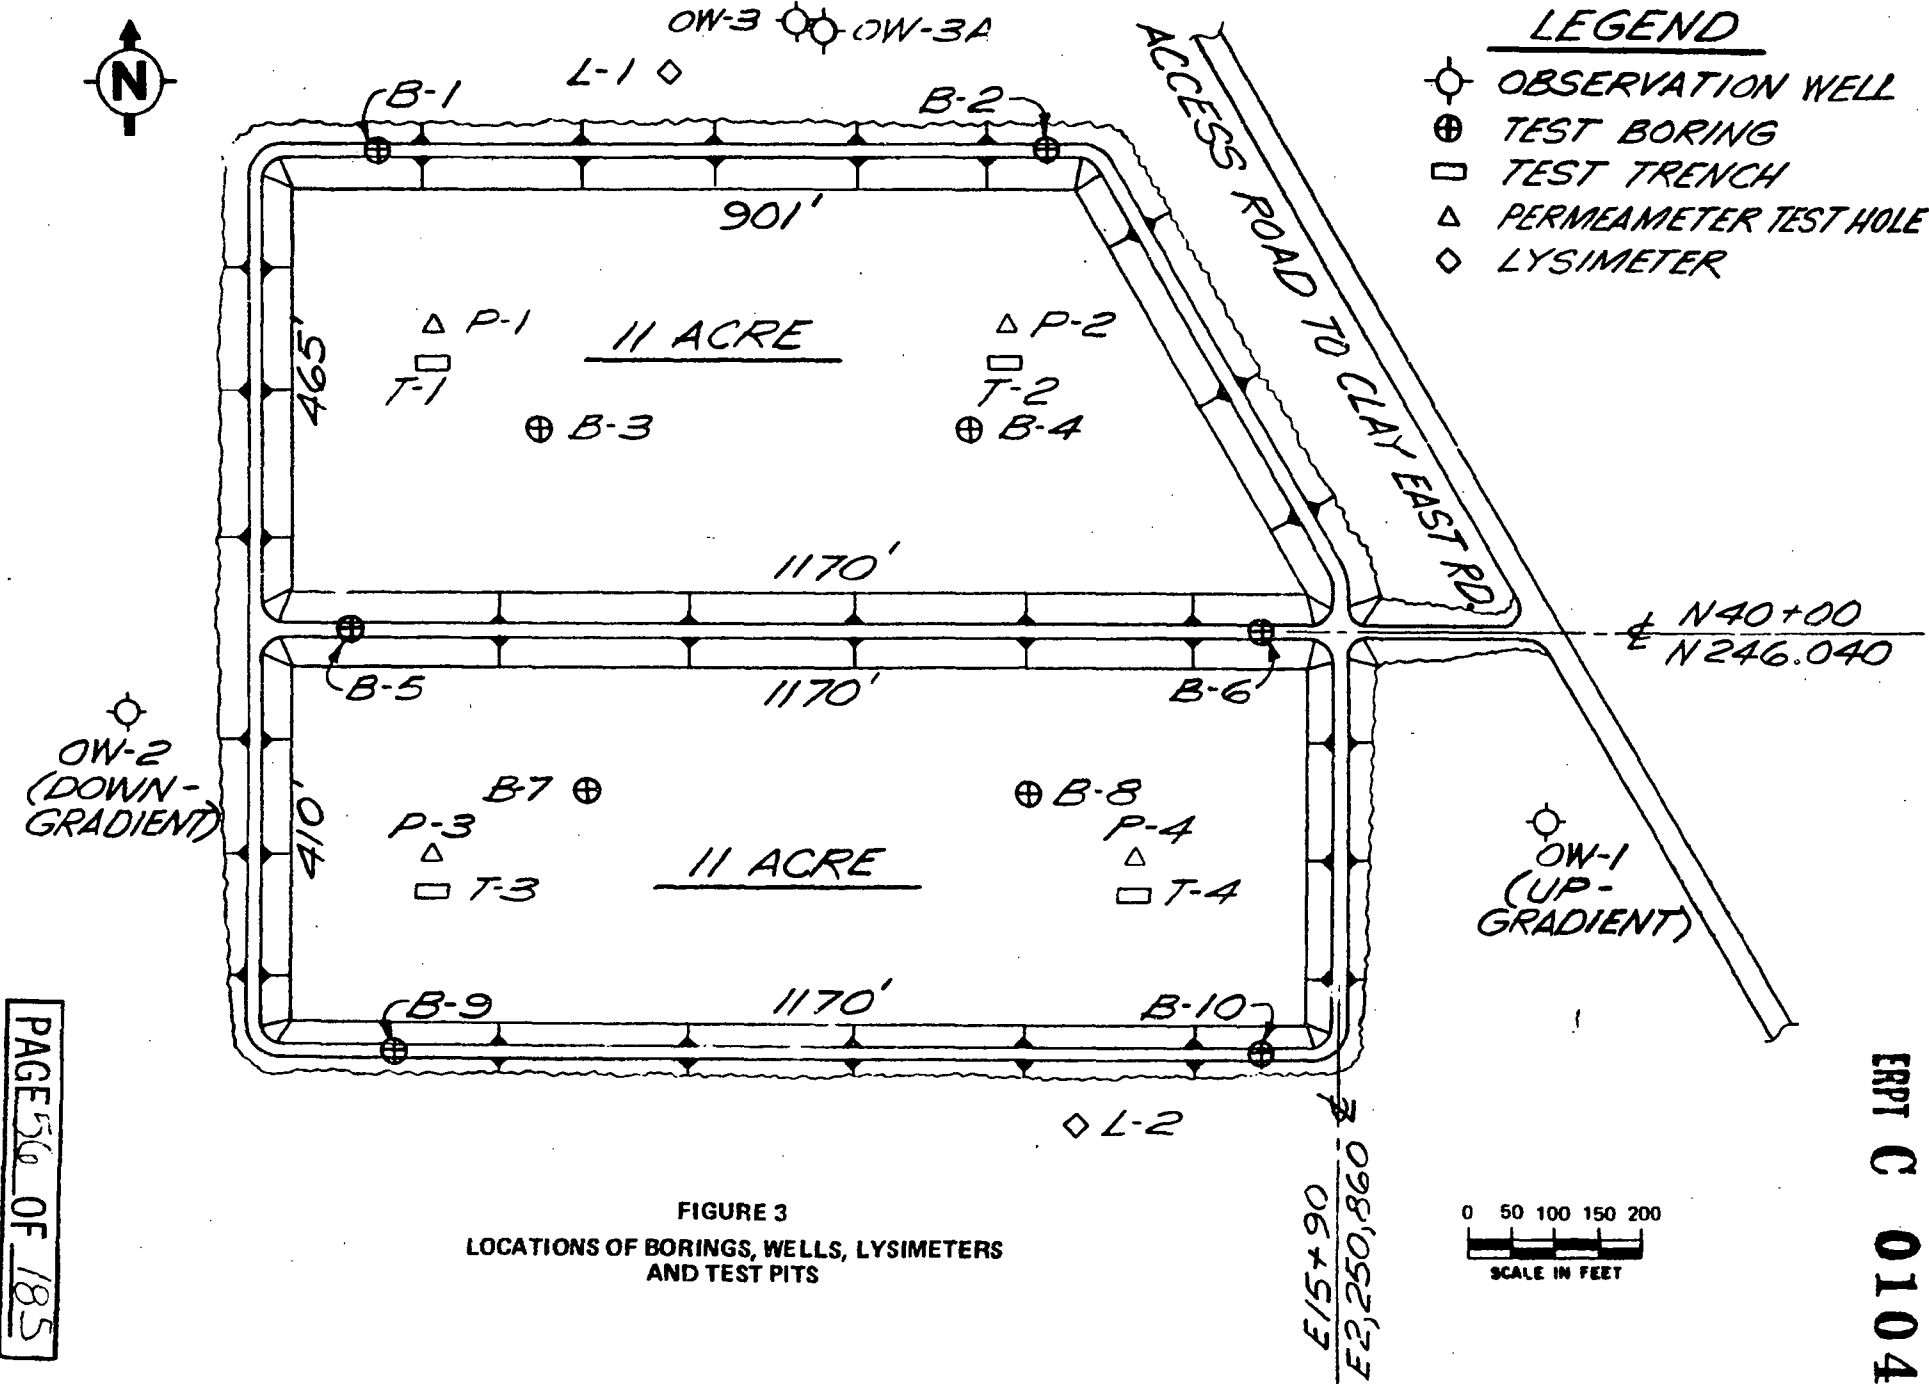 N
OW-3
OW-3A
L-1
B-1
B-2
ACCESS ROAD TO CLAY EAST RD.
LEGEND
OBSERVATION WELL
TEST BORING
TEST TRENCH
PERMEAMETER TEST HOLE
LYSIMETER
901'
465'
P-1
11 ACRE
P-2
T-1
T-2
B-3
B-4
1170'
℄ N40+00
N246.040
B-5
1170'
B-6
OW-2
(DOWN-
GRADIENT)
410'
B-7
B-8
P-3
P-4
11 ACRE
T-3
T-4
OW-1
(UP-
GRADIENT)
B-9
1170'
B-10
L-2
℄
E15+90
E2,250,860
FIGURE 3
LOCATIONS OF BORINGS, WELLS, LYSIMETERS
AND TEST PITS
0 50 100 150 200
SCALE IN FEET
PAGE 56 OF 185
ERPT C 0104